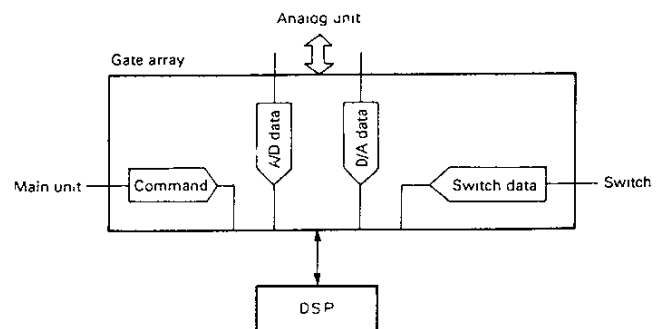 Analog unit
Gate array
A/D data
D/A data
Main unit
Command
Switch data
Switch
DSP